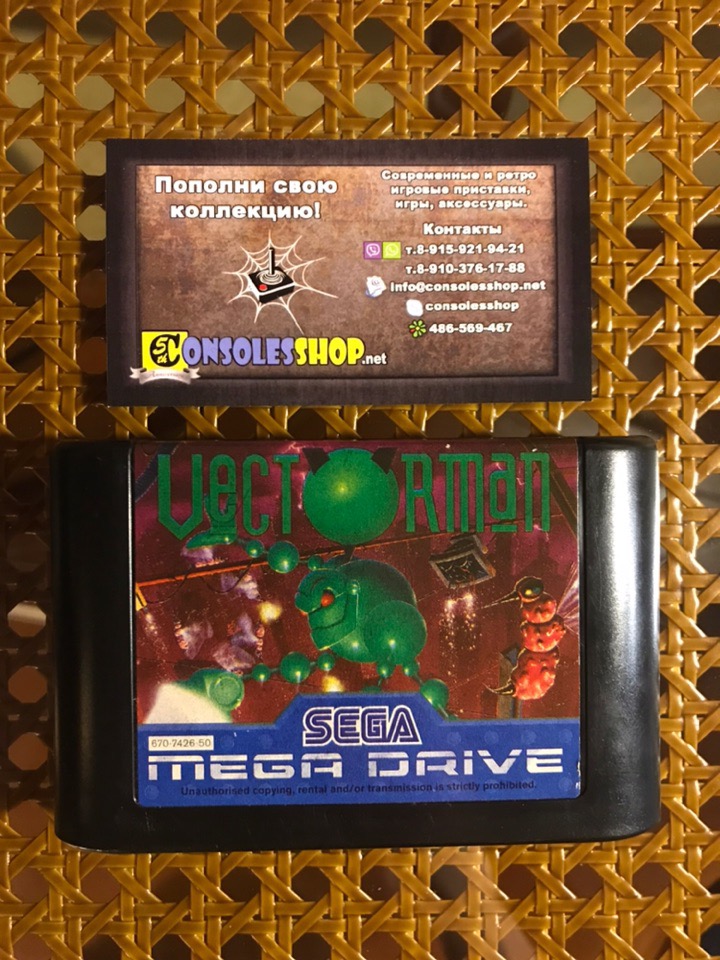 Пополни свою
коллекцию!
Современные и ретро
игровые приставки,
игры, аксессуары.
Контакты
т.8-915-921-94-21
т.8-910-376-17-88
info@consolesshop.net
consolesshop
486-569-467
CONSOLESSHOP.net
VECTORMAN
SEGA
670-7426-50
MEGA DRIVE
Unauthorised copying, rental and/or transmission is strictly prohibited.